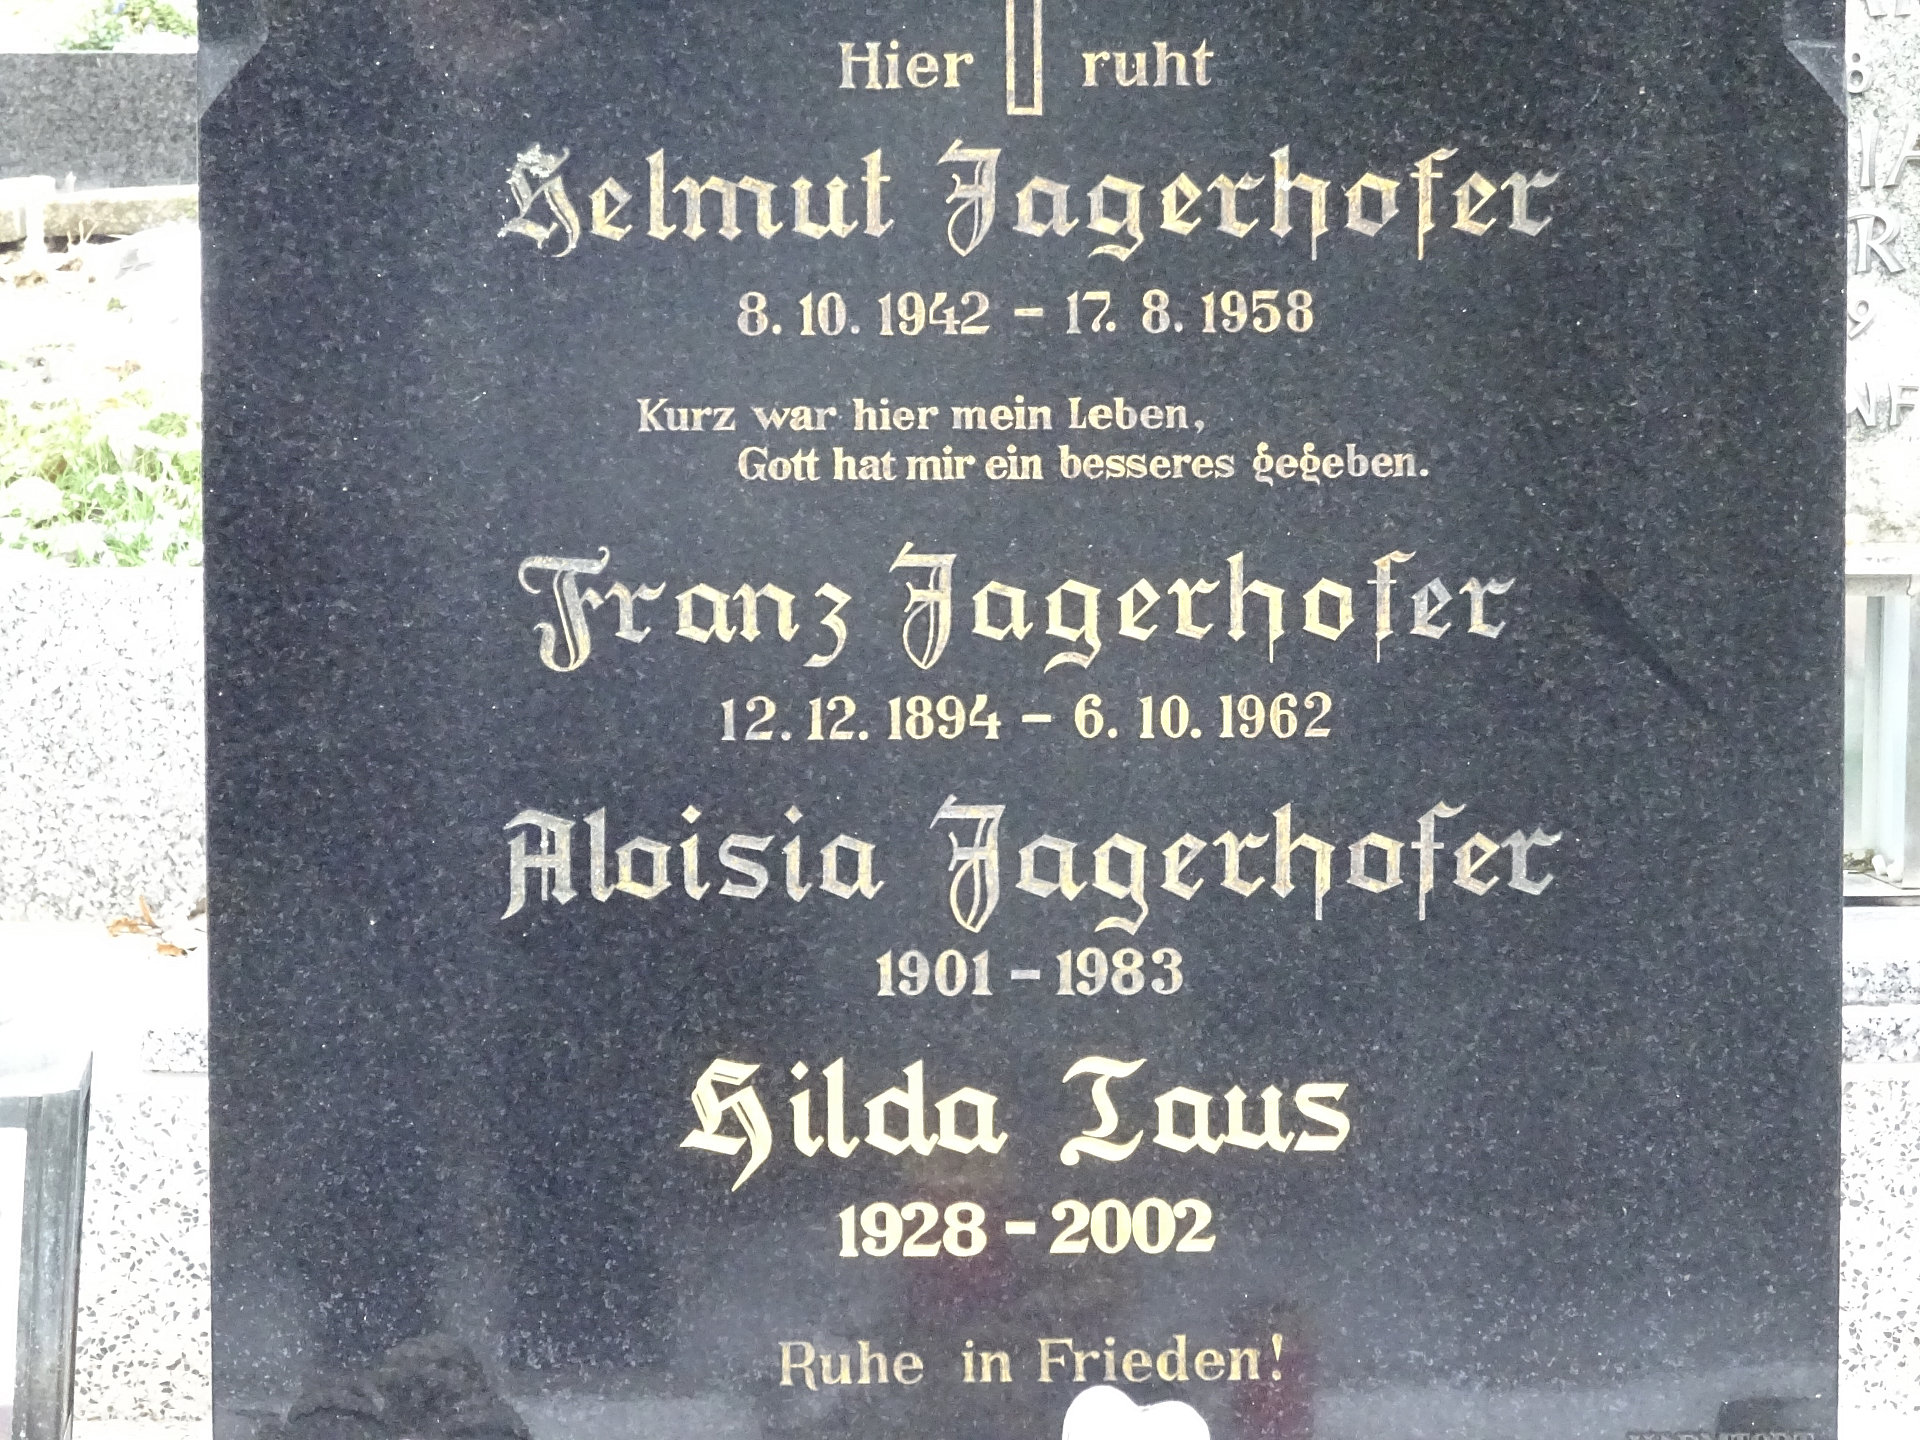 Hier ruht
Helmut Jagerhofer
8. 10. 1942 – 17. 8. 1958
Kurz war hier mein Leben,
Gott hat mir ein besseres gegeben.
Franz Jagerhofer
12. 12. 1894 – 6. 10. 1962
Aloisia Jagerhofer
1901 – 1983
Hilda Taus
1928 – 2002
Ruhe in Frieden!